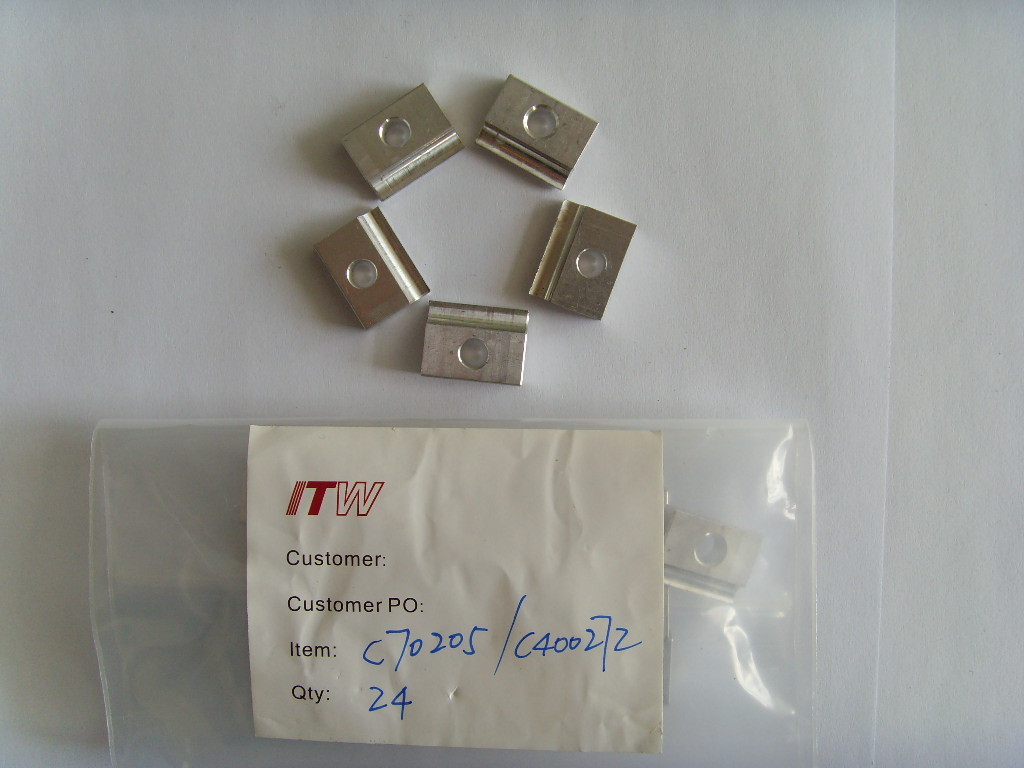 ITW
Customer:
Customer PO:
Item: C70205 / C400272
Qty: 24